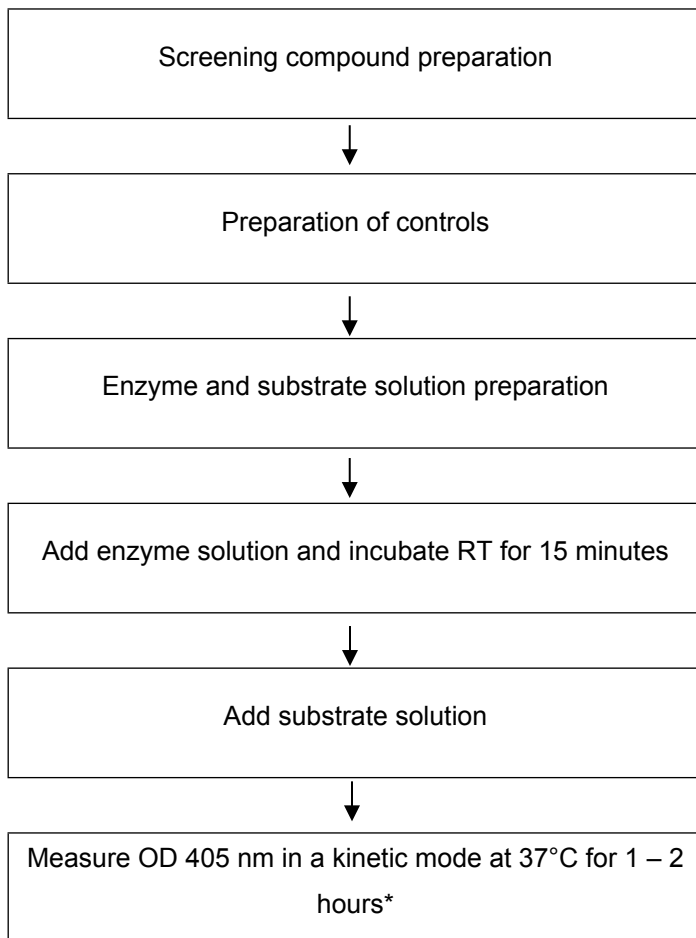 Screening compound preparation
Preparation of controls
Enzyme and substrate solution preparation
Add enzyme solution and incubate RT for 15 minutes
Add substrate solution
Measure OD 405 nm in a kinetic mode at 37°C for 1 – 2
hours*